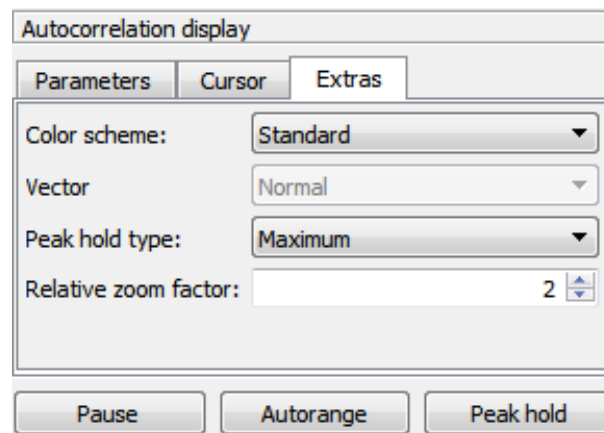 Autocorrelation display
Parameters Cursor Extras
Color scheme: Standard
Vector Normal
Peak hold type: Maximum
Relative zoom factor: 2
Pause Autorange Peak hold